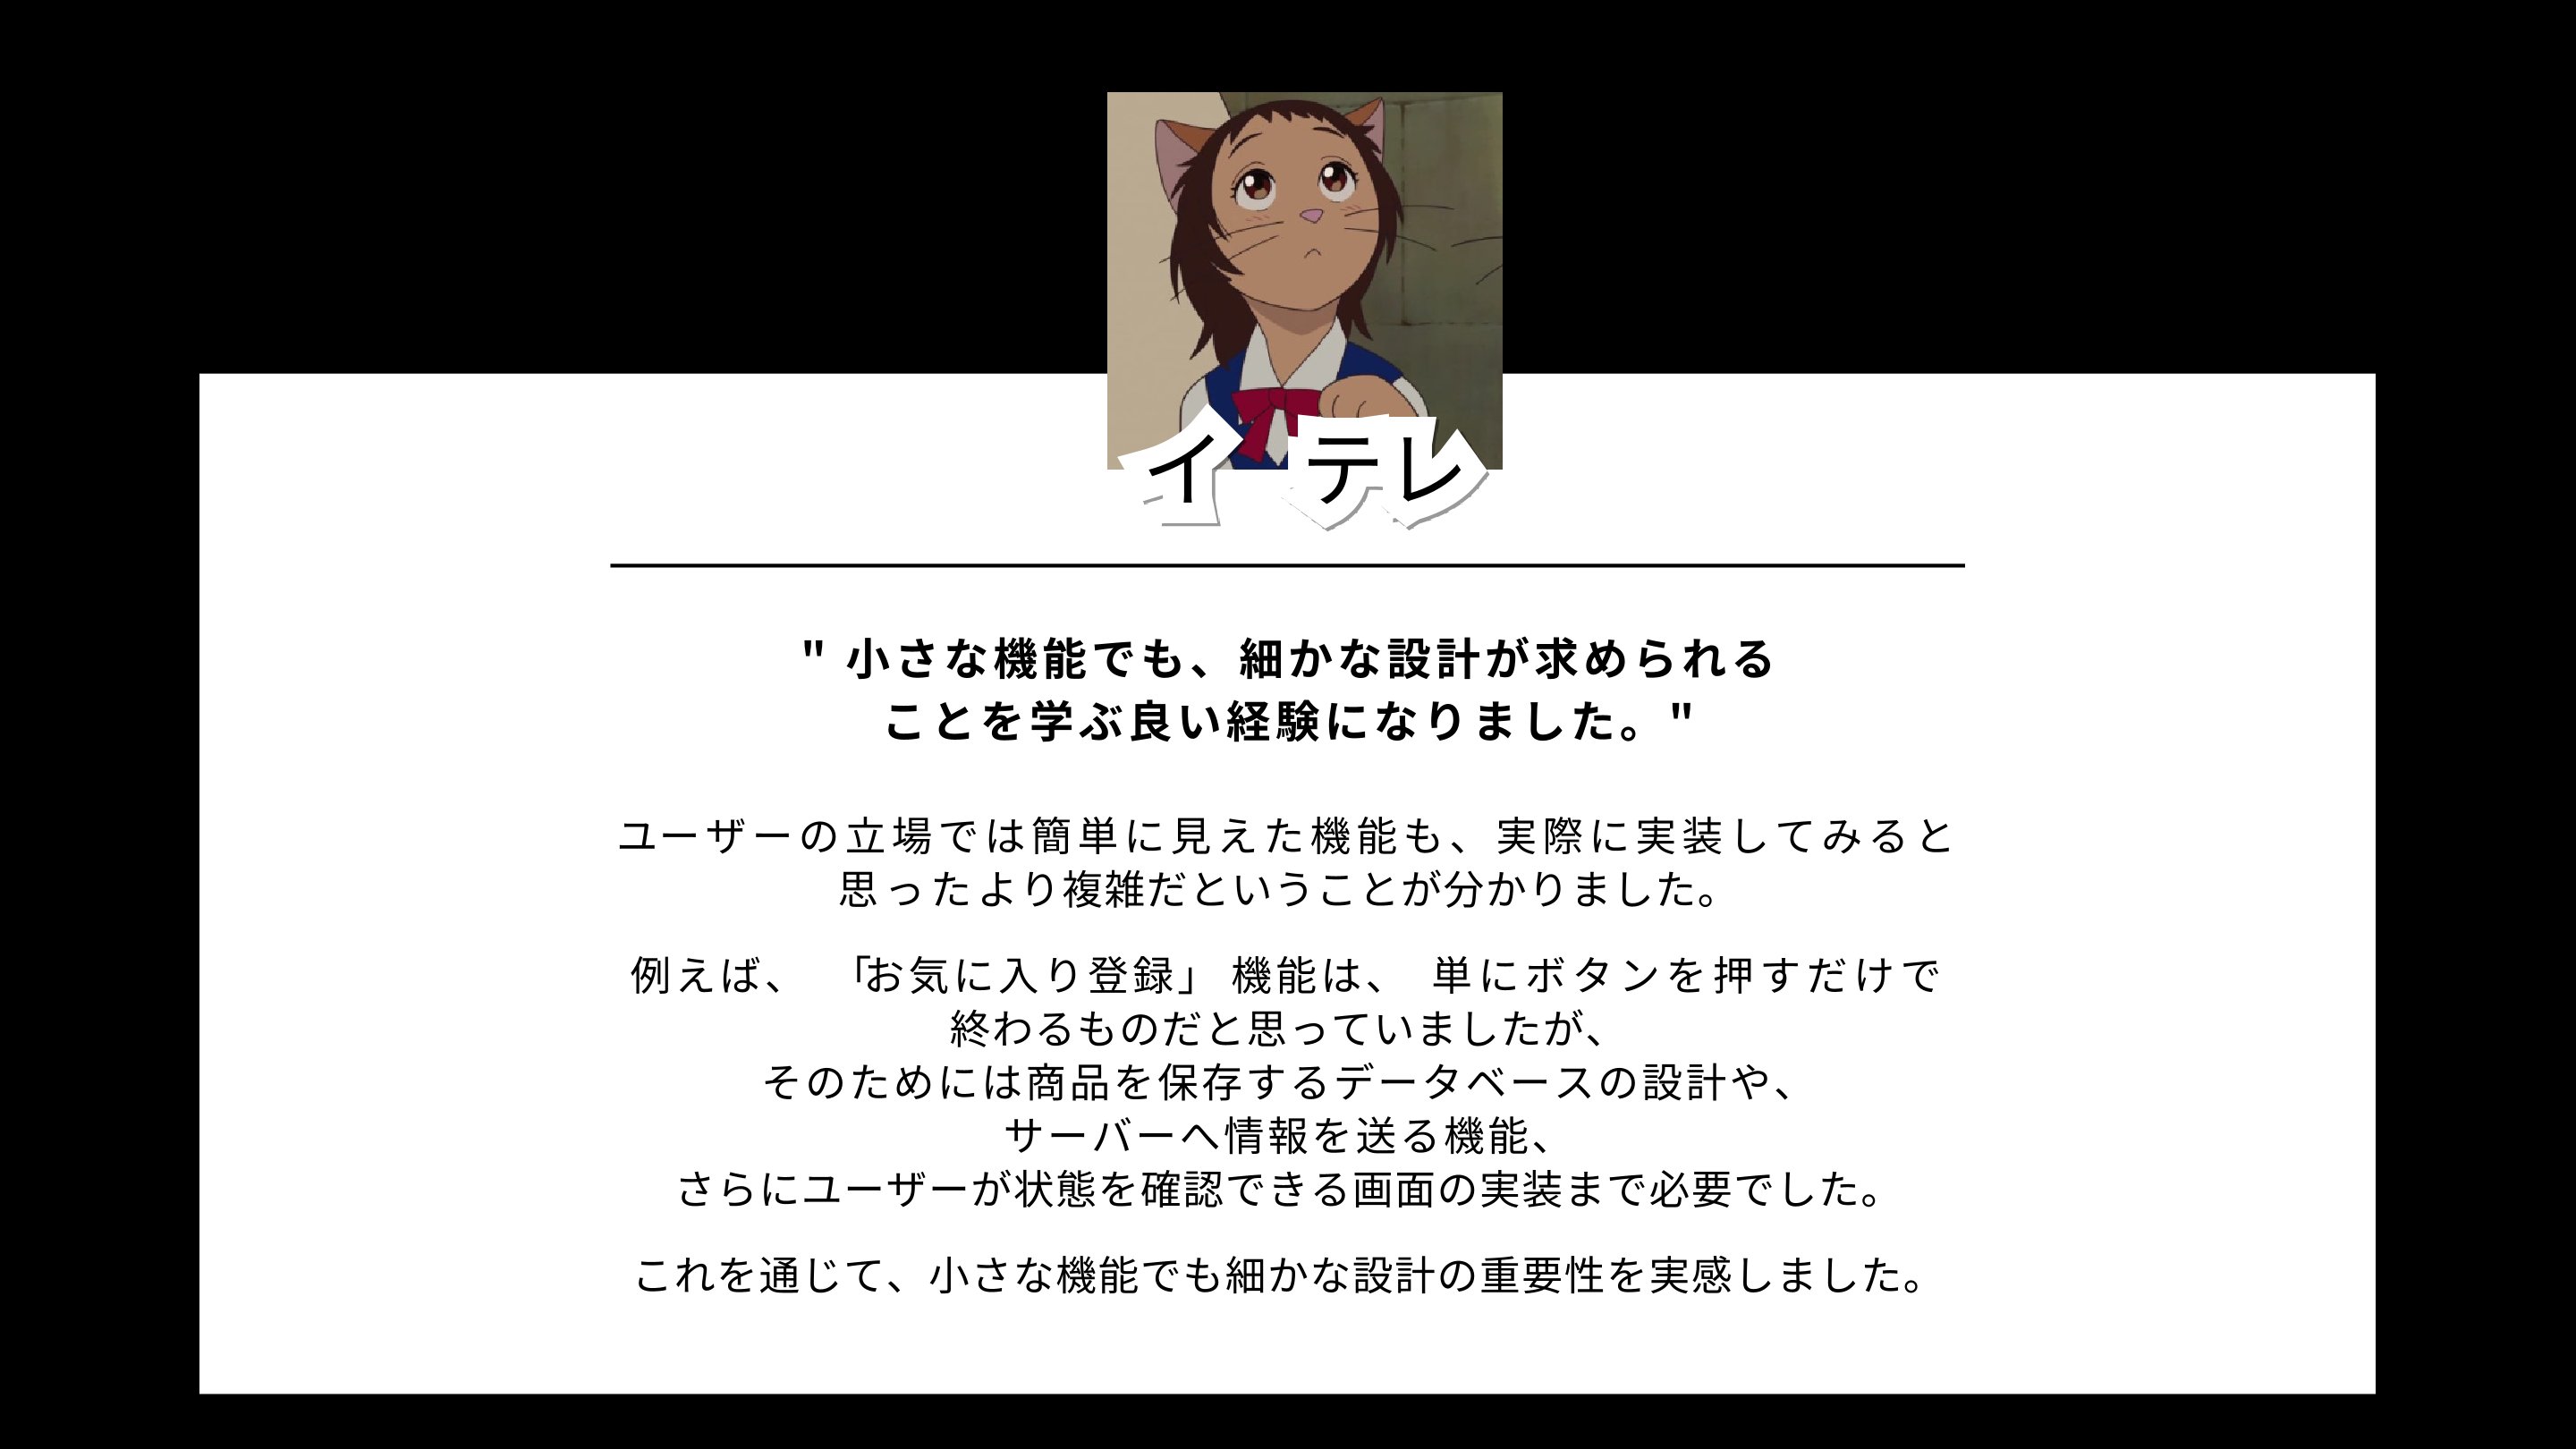 イ テレ
" 小さな機能でも、細かな設計が求められる
ことを学ぶ良い経験になりました。"
ユーザーの立場では簡単に見えた機能も、実際に実装してみると
思ったより複雑だということが分かりました。
例えば、 「お気に入り登録」 機能は、 単にボタンを押すだけで
終わるものだと思っていましたが、
そのためには商品を保存するデータベースの設計や、
サーバーへ情報を送る機能、
さらにユーザーが状態を確認できる画面の実装まで必要でした。
これを通じて、小さな機能でも細かな設計の重要性を実感しました。